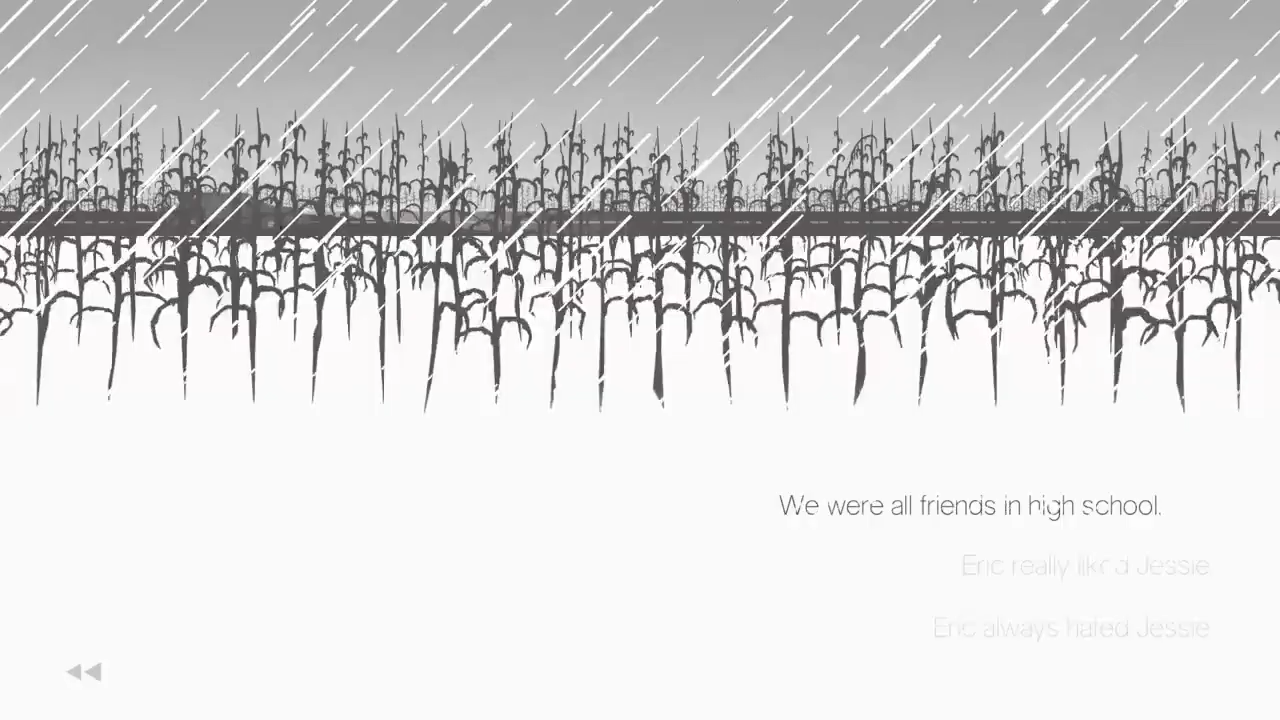 We were all friends in high school.
Eric really liked Jessie
Eric always hated Jessie